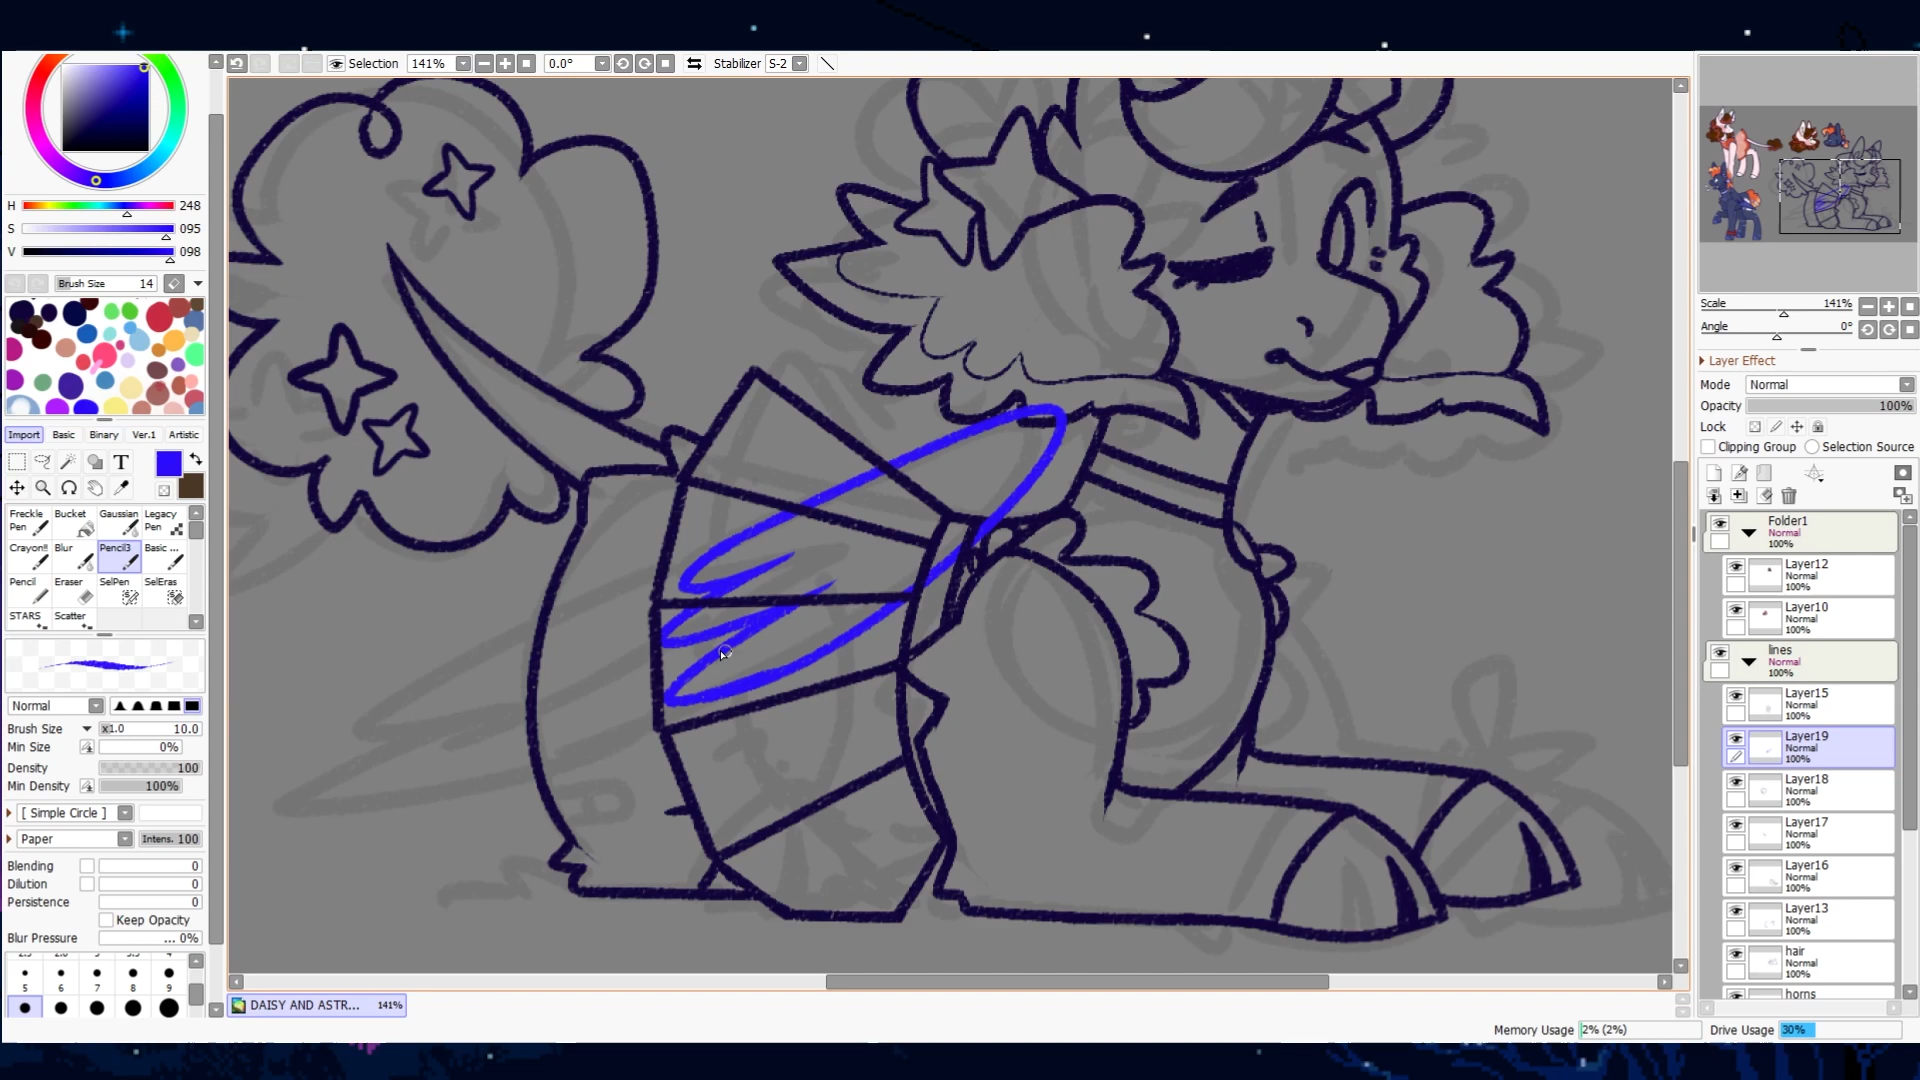 Selection 141% 0.0° Stabilizer S-2
H 248
S 095
V 098
Brush Size 14
Import Basic Binary Ver.1 Artistic
T
Freckle Pen Bucket Gaussian Legacy Pen
Crayon!! Blur Pencil3 Basic ...
Pencil Eraser SelPen SelEras
STARS Scatter
Normal
Brush Size x1.0 10.0
Min Size 0%
Density 100
Min Density 100%
[ Simple Circle ]
Paper Intens. 100
Blending 0
Dilution 0
Persistence 0
Keep Opacity
Blur Pressure ... 0%
5 6 7 8 9
DAISY AND ASTR... 141%
Scale 141%
Angle 0°
Layer Effect
Mode Normal
Opacity 100%
Lock
Clipping Group Selection Source
Folder1
Normal
100%
Layer12
Normal
100%
Layer10
Normal
100%
lines
Normal
100%
Layer15
Normal
100%
Layer19
Normal
100%
Layer18
Normal
100%
Layer17
Normal
100%
Layer16
Normal
100%
Layer13
Normal
100%
hair
Normal
100%
horns
Memory Usage 2% (2%) Drive Usage 30%